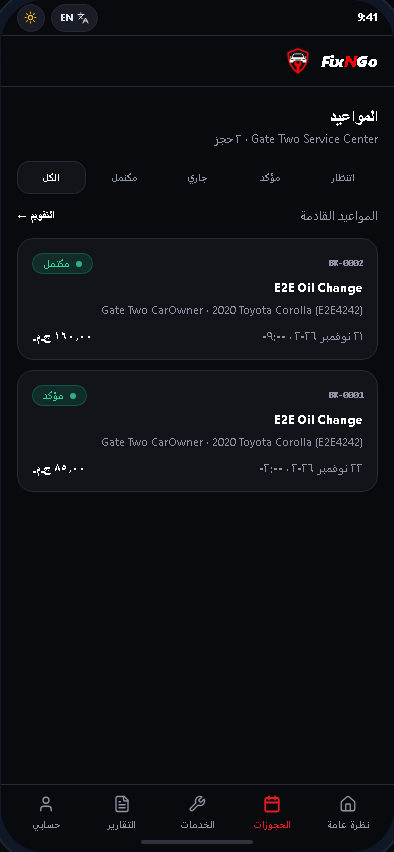 EN
9:41
FixNGo
المواعيد
Gate Two Service Center · ٢ حجز
الكل
مكتمل
جاري
مؤكد
انتظار
المواعيد القادمة
التقويم ←
BK-0002
مكتمل
E2E Oil Change
Gate Two CarOwner · 2020 Toyota Corolla (E2E4242)
٢١ نوفمبر ٢٠٢٦ ٠٩:٠٠
١٦٠٫٠٠ ج.م.
BK-0001
مؤكد
E2E Oil Change
Gate Two CarOwner · 2020 Toyota Corolla (E2E4242)
٢٢ نوفمبر ٢٠٢٦ ٠٢:٠٠
٨٥٫٠٠ ج.م.
نظرة عامة
الحجوزات
الخدمات
التقارير
حسابي